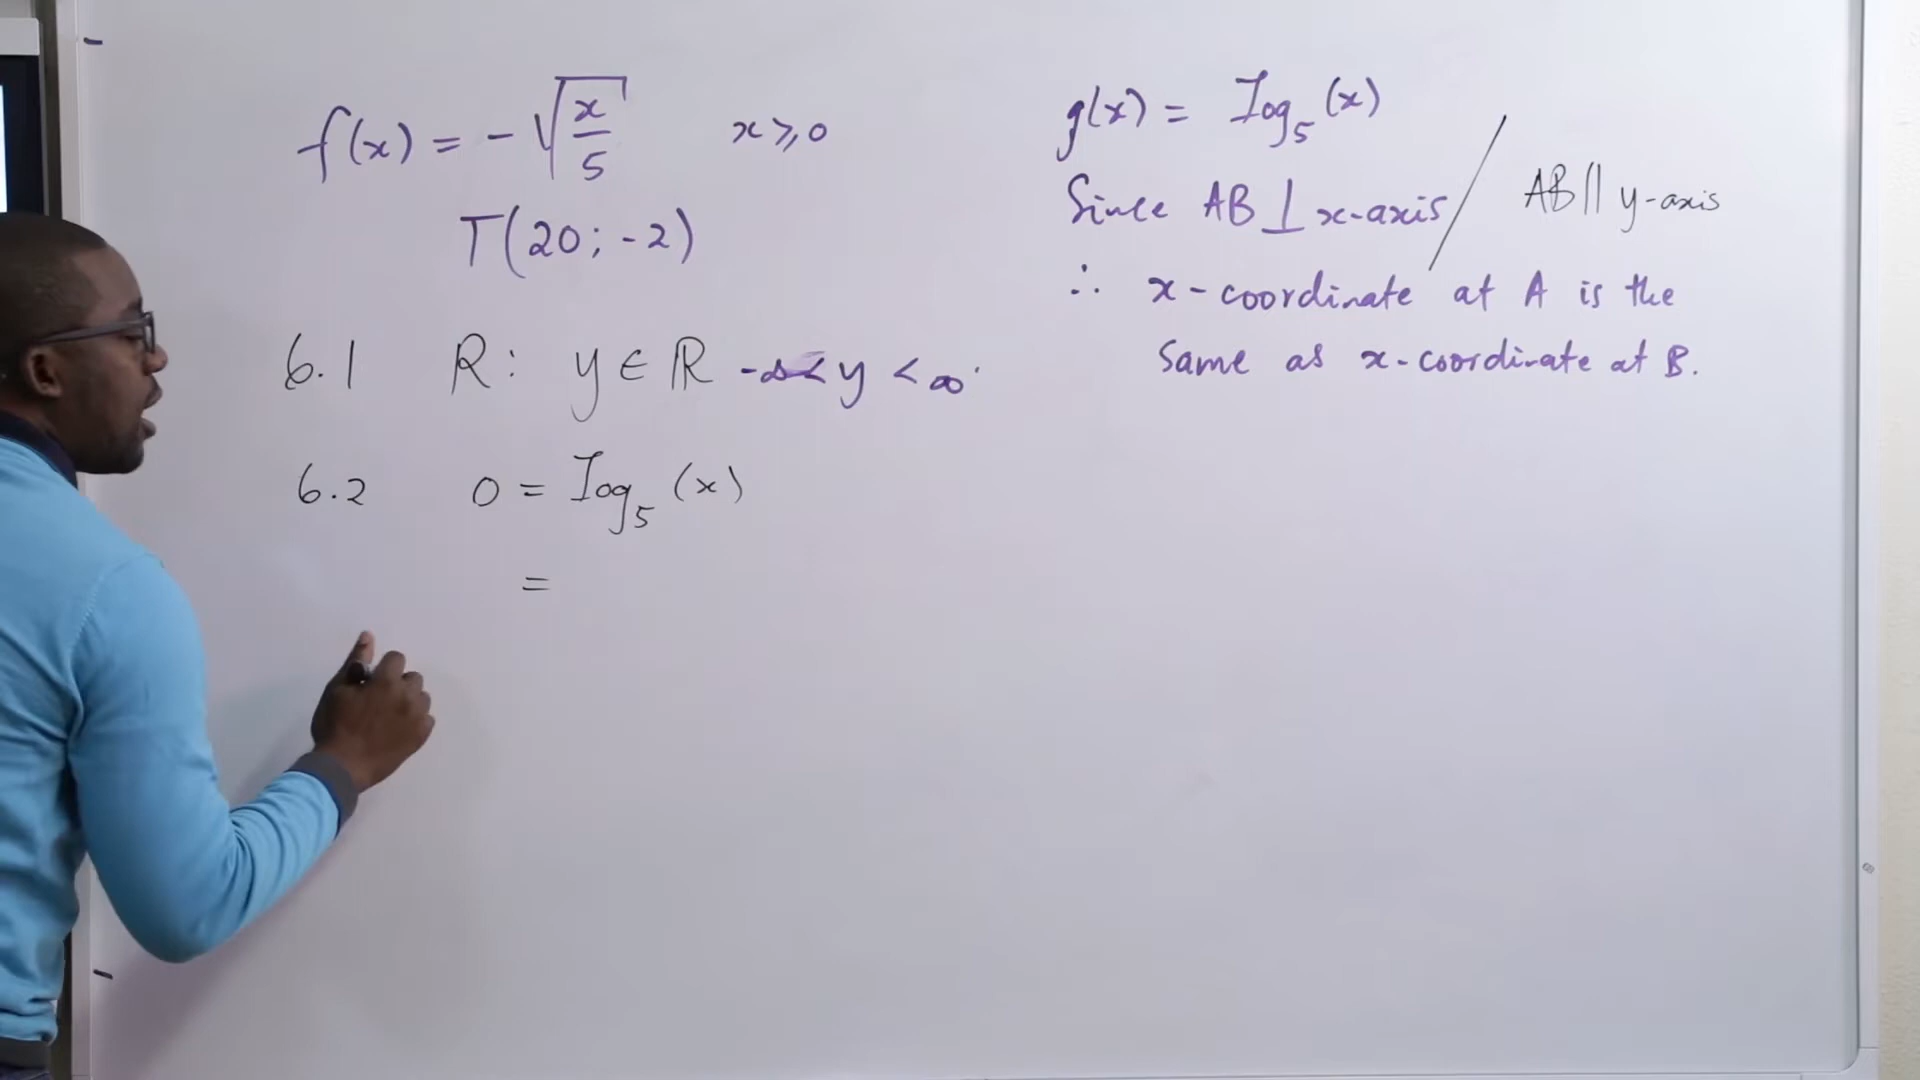 f(x) = -√(x/5) x ⩾ 0
T(20; -2)
6.1 R: y ∈ ℝ -∞ < y < ∞
6.2 0 = log₅(x)
=
g(x) = log₅(x)
Since AB ⊥ x-axis / AB || y-axis
∴ x-coordinate at A is the
same as x-coordinate at B.